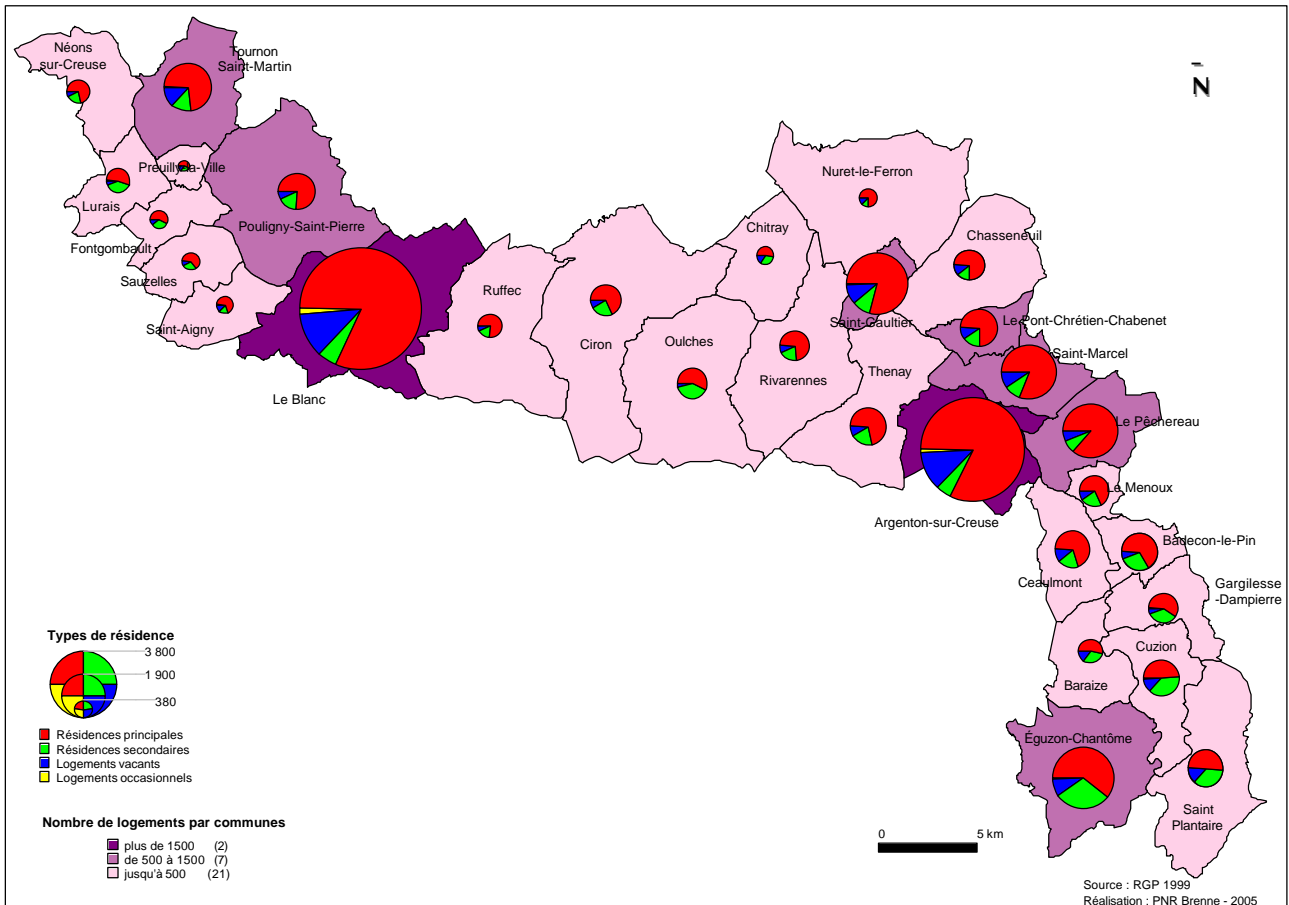 Néons
sur-Creuse
Tournon
Saint-Martin
N
Preuilly-la-Ville
Nuret-le-Ferron
Lurais
Pouligny-Saint-Pierre
Chitray
Chasseneuil
Fontgombault
Sauzelles
Ruffec
Saint-Gaultier
Le Pont-Chrétien-Chabenet
Saint-Aigny
Ciron
Oulches
Saint-Marcel
Rivarennes
Thenay
Le Blanc
Le Pêchereau
Le Menoux
Argenton-sur-Creuse
Badecon-le-Pin
Ceaulmont
Gargilesse
-Dampierre
Cuzion
Baraize
Éguzon-Chantôme
Saint
Plantaire
Types de résidence
3 800
1 900
380
Résidences principales
Résidences secondaires
Logements vacants
Logements occasionnels
Nombre de logements par communes
plus de 1500 (2)
de 500 à 1500 (7)
jusqu'à 500 (21)
0 5 km
Source : RGP 1999
Réalisation : PNR Brenne - 2005